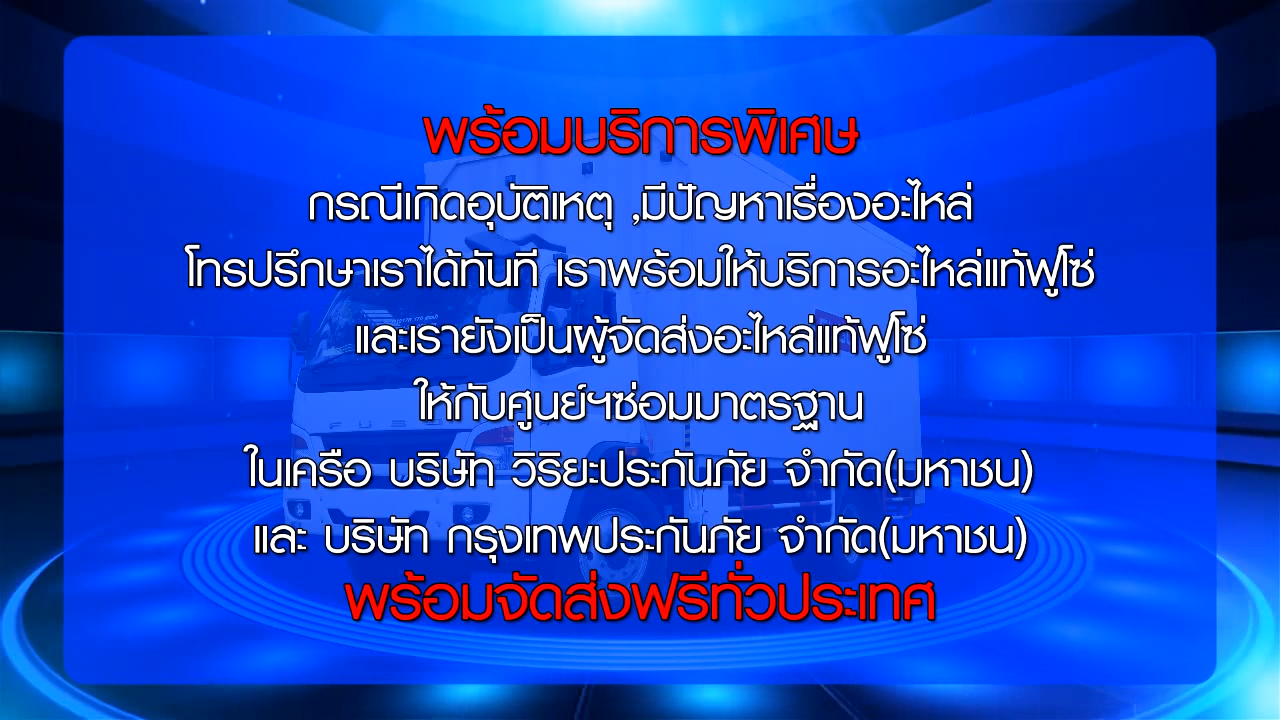 พร้อมบริการพิเศษ
กรณีเกิดอุบัติเหตุ ,มีปัญหาเรื่องอะไหล่
โทรปรึกษาเราได้ทันที เราพร้อมให้บริการอะไหล่แท้ฟูโซ่
และเรายังเป็นผู้จัดส่งอะไหล่แท้ฟูโซ่
ให้กับศูนย์ฯซ่อมมาตรฐาน
ในเครือ บริษัท วิริยะประกันภัย จำกัด(มหาชน)
และ บริษัท กรุงเทพประกันภัย จำกัด(มหาชน)
พร้อมจัดส่งฟรีทั่วประเทศ
FUSO